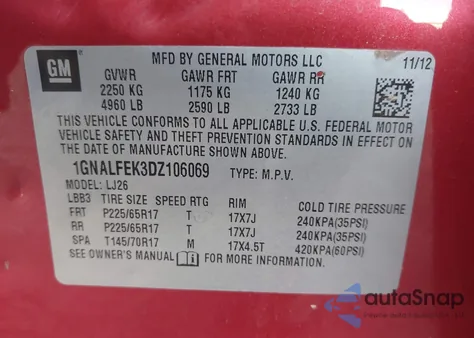 GM
MFD BY GENERAL MOTORS LLC 11/12
GVWR GAWR FRT GAWR RR
2250 KG 1175 KG 1240 KG
4960 LB 2590 LB 2733 LB
THIS VEHICLE CONFORMS TO ALL APPLICABLE U.S. FEDERAL MOTOR
VEHICLE SAFETY AND THEFT PREVENTION STANDARDS IN EFFECT ON
THE DATE OF MANUFACTURE SHOWN ABOVE.
1GNALFEK3DZ106069 TYPE: M.P.V.
MODEL: LJ26
LBB3 TIRE SIZE SPEED RTG RIM COLD TIRE PRESSURE
FRT P225/65R17 T 17X7J 240KPA(35PSI)
RR P225/65R17 T 17X7J 240KPA(35PSI)
SPA T145/70R17 M 17X4.5T 420KPA(60PSI)
SEE OWNER'S MANUAL FOR MORE INFORMATION.
autoSnap